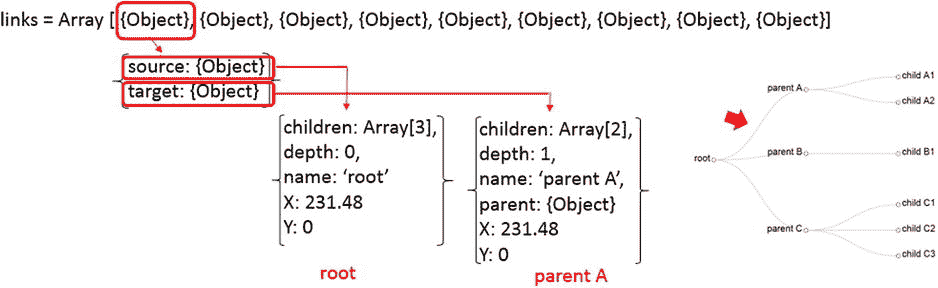 links = Array [{Object}, {Object}, {Object}, {Object}, {Object}, {Object}, {Object}, {Object}, {Object}]
source: {Object}
target: {Object}
children: Array[3],
depth: 0,
name: ‘root’
X: 231.48
Y: 0
root
children: Array[2],
depth: 1,
name: ‘parent A’,
parent: {Object}
X: 231.48
Y: 0
parent A
root
parent A
child A1
child A2
parent B
child B1
parent C
child C1
child C2
child C3